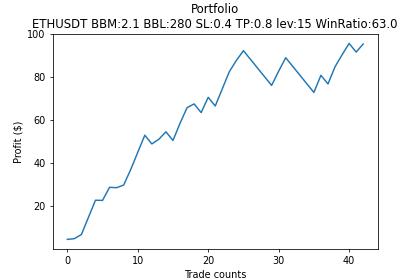 Portfolio
ETHUSDT BBM:2.1 BBL:280 SL:0.4 TP:0.8 lev:15 WinRatio:63.0
100
80
60
40
20
Profit ($)
0
10
20
30
40
Trade counts